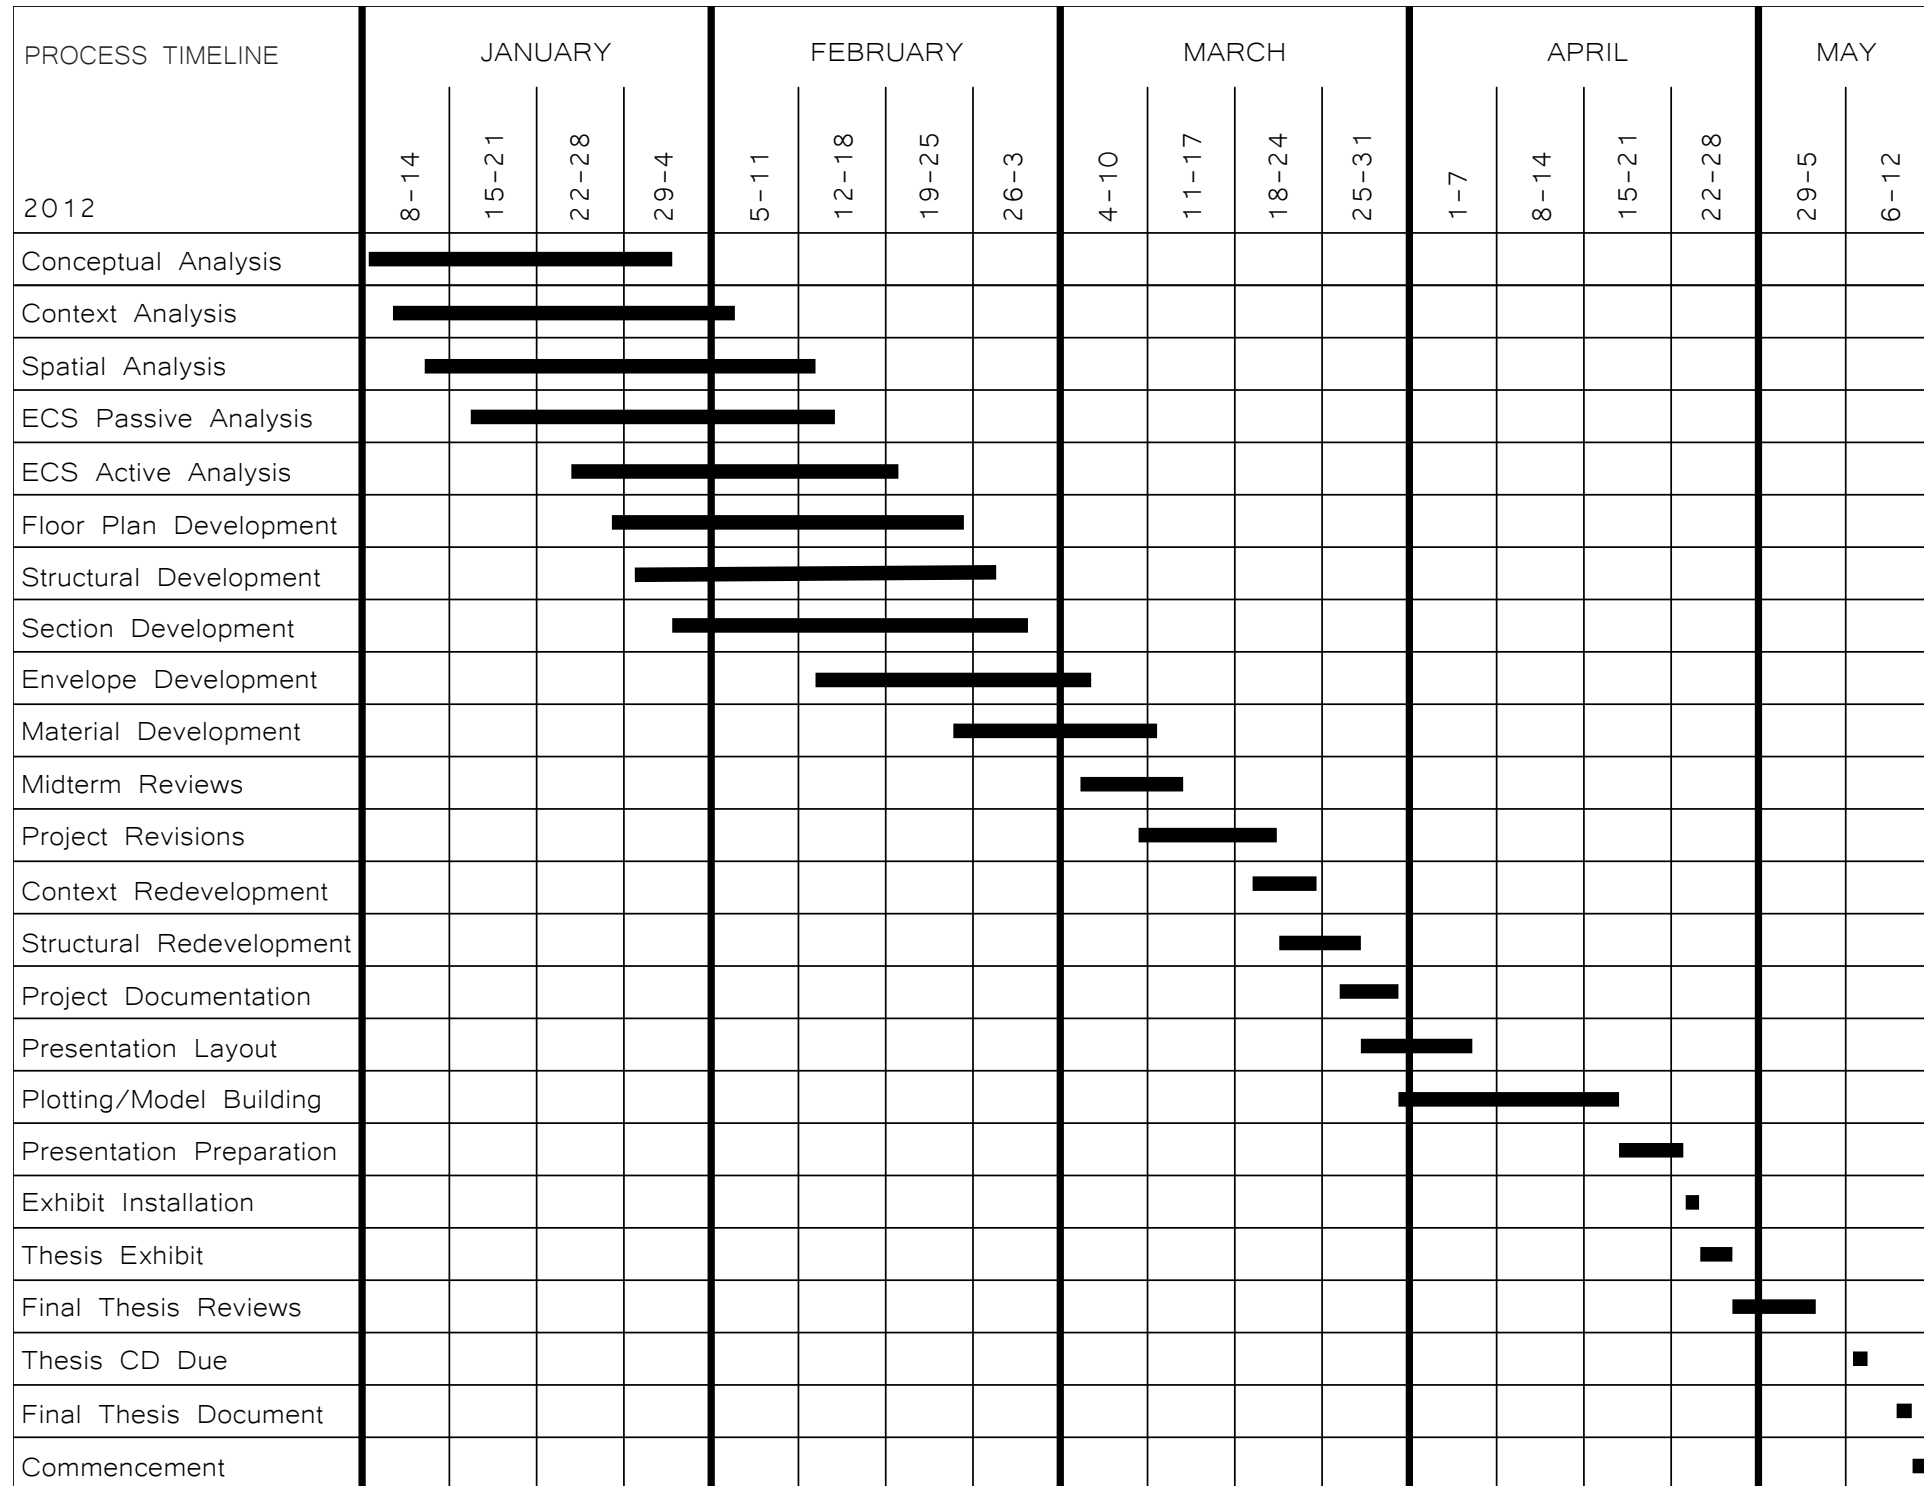 PROCESS TIMELINE
JANUARY
FEBRUARY
MARCH
APRIL
MAY
2012
8-14
15-21
22-28
29-4
5-11
12-18
19-25
26-3
4-10
11-17
18-24
25-31
1-7
8-14
15-21
22-28
29-5
6-12
Conceptual Analysis
Context Analysis
Spatial Analysis
ECS Passive Analysis
ECS Active Analysis
Floor Plan Development
Structural Development
Section Development
Envelope Development
Material Development
Midterm Reviews
Project Revisions
Context Redevelopment
Structural Redevelopment
Project Documentation
Presentation Layout
Plotting/Model Building
Presentation Preparation
Exhibit Installation
Thesis Exhibit
Final Thesis Reviews
Thesis CD Due
Final Thesis Document
Commencement